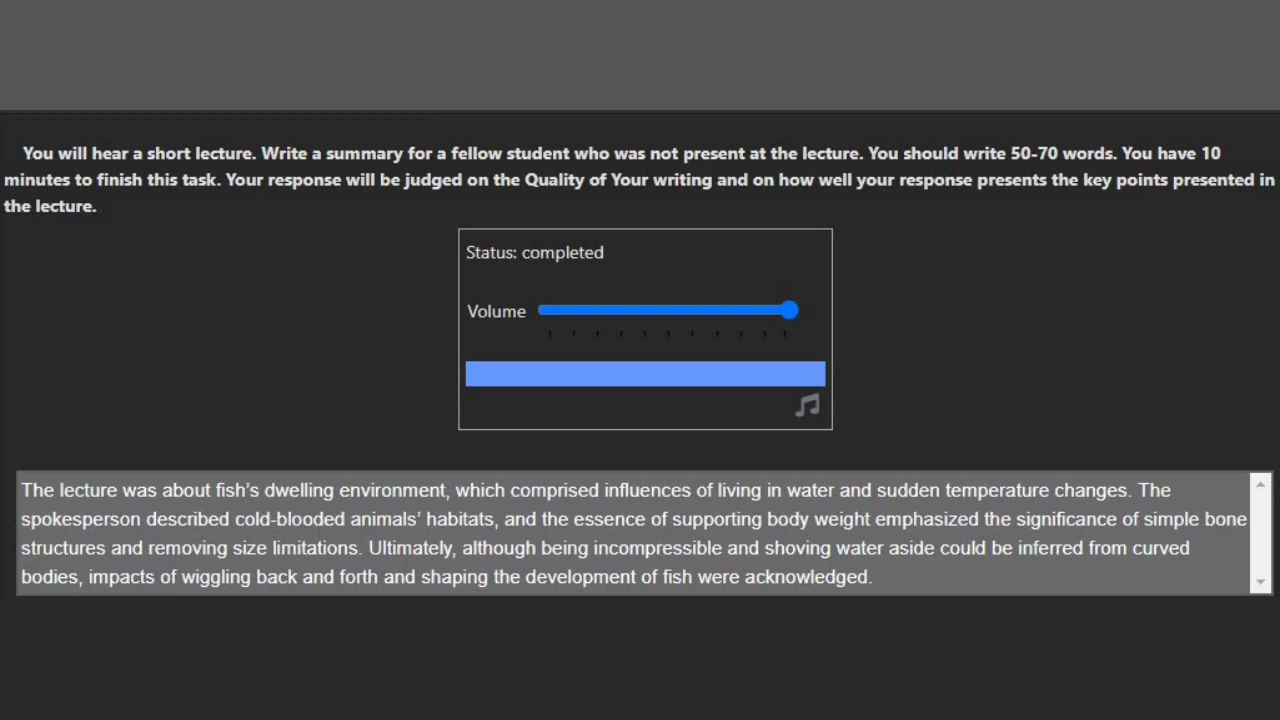 You will hear a short lecture. Write a summary for a fellow student who was not present at the lecture. You should write 50-70 words. You have 10
minutes to finish this task. Your response will be judged on the Quality of Your writing and on how well your response presents the key points presented in
the lecture.
Status: completed
Volume
The lecture was about fish’s dwelling environment, which comprised influences of living in water and sudden temperature changes. The
spokesperson described cold-blooded animals’ habitats, and the essence of supporting body weight emphasized the significance of simple bone
structures and removing size limitations. Ultimately, although being incompressible and shoving water aside could be inferred from curved
bodies, impacts of wiggling back and forth and shaping the development of fish were acknowledged.